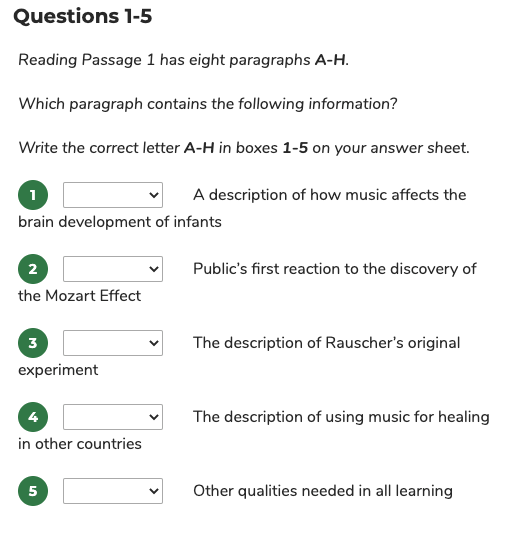 Questions 1-5
Reading Passage 1 has eight paragraphs A-H.
Which paragraph contains the following information?
Write the correct letter A-H in boxes 1-5 on your answer sheet.
1 A description of how music affects the
brain development of infants
2 Public's first reaction to the discovery of
the Mozart Effect
3 The description of Rauscher's original
experiment
4 The description of using music for healing
in other countries
5 Other qualities needed in all learning